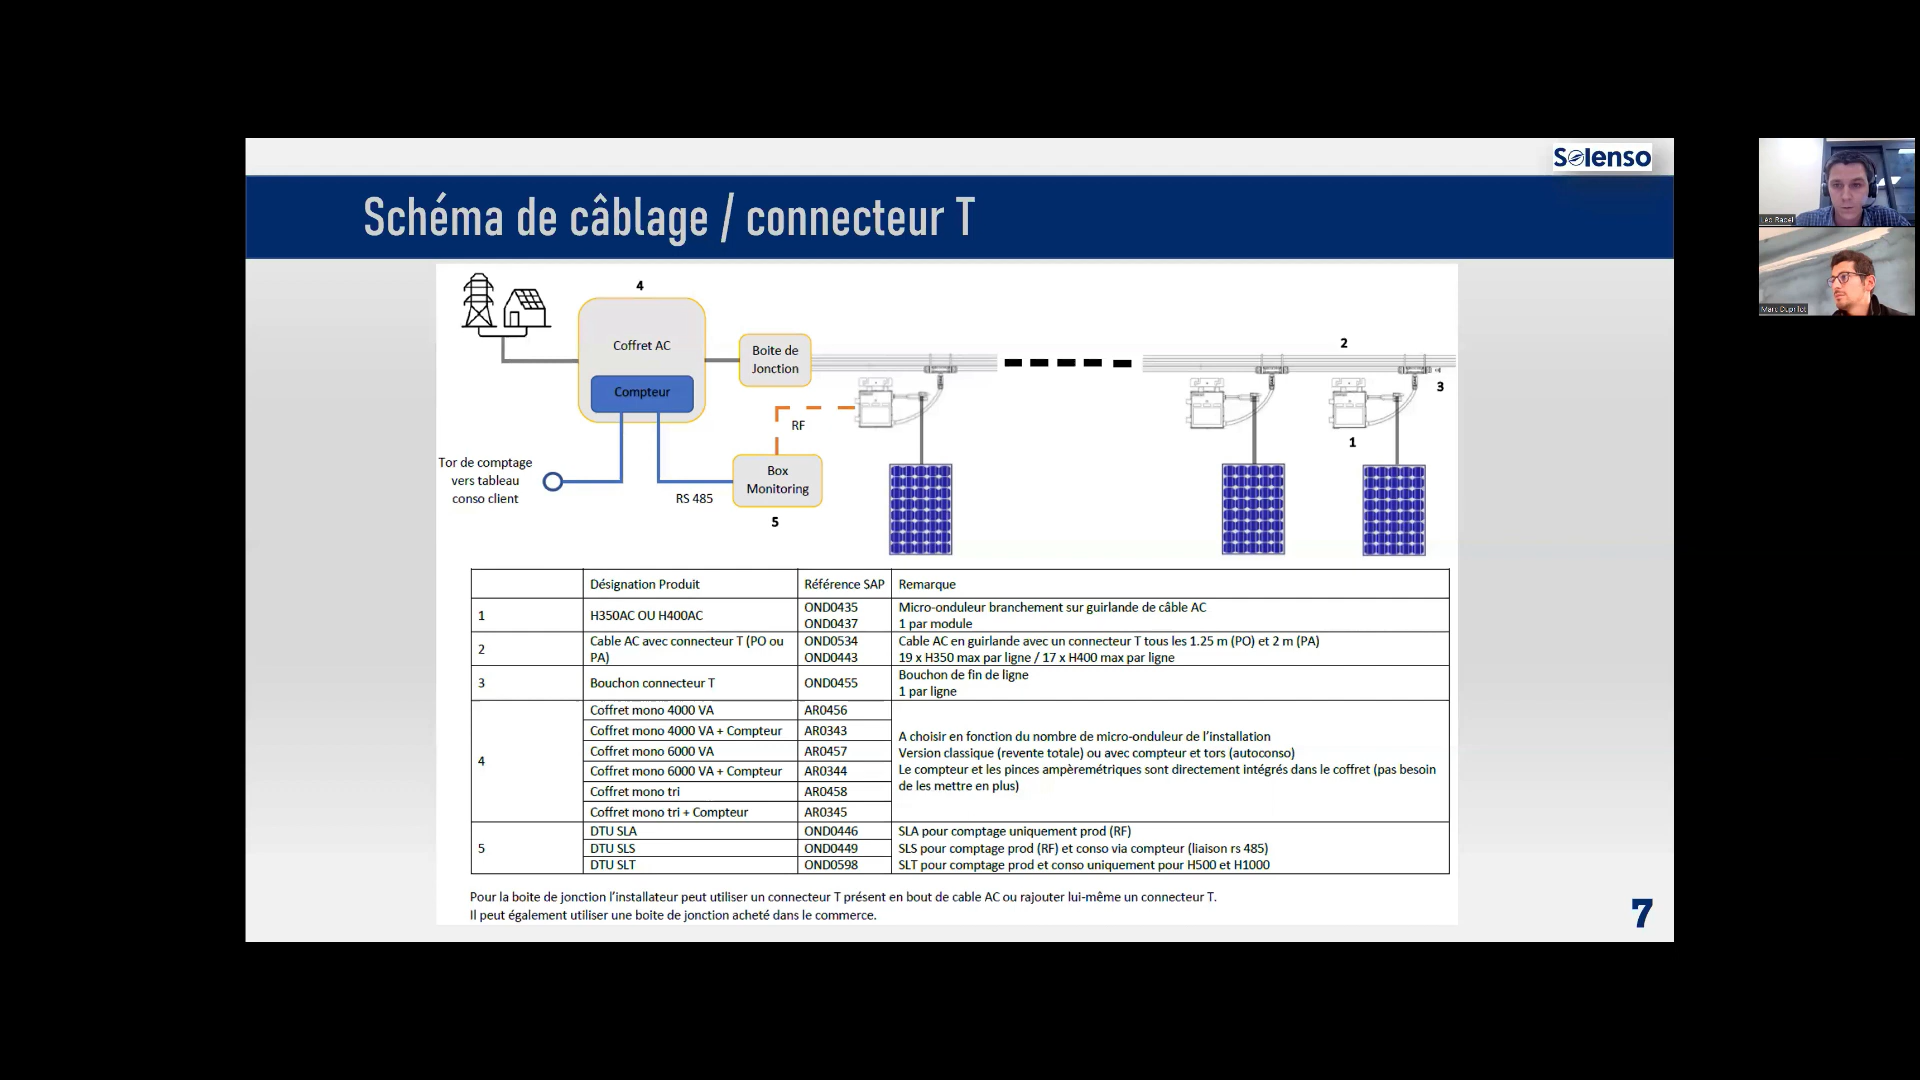 Solenso
Schéma de câblage / connecteur T
4
Coffret AC
Compteur
Boite de
Jonction
2
3
1
RF
Tor de comptage
vers tableau
conso client
RS 485
Box
Monitoring
5
Désignation Produit Référence SAP Remarque
1 H350AC OU H400AC OND0435 Micro-onduleur branchement sur guirlande de câble AC
OND0437 1 par module
2 Cable AC avec connecteur T (PO ou OND0534 Cable AC en guirlande avec un connecteur T tous les 1.25 m (PO) et 2 m (PA)
PA) OND0443 19 x H350 max par ligne / 17 x H400 max par ligne
3 Bouchon connecteur T OND0455 Bouchon de fin de ligne
1 par ligne
4
Coffret mono 4000 VA AR0456
Coffret mono 4000 VA + Compteur AR0343
Coffret mono 6000 VA AR0457
Coffret mono 6000 VA + Compteur AR0344
Coffret mono tri AR0458
Coffret mono tri + Compteur AR0345
A choisir en fonction du nombre de micro-onduleur de l’installation
Version classique (revente totale) ou avec compteur et tors (autoconso)
Le compteur et les pinces ampèremétriques sont directement intégrés dans le coffret (pas besoin
de les mettre en plus)
5
DTU SLA OND0446 SLA pour comptage uniquement prod (RF)
DTU SLS OND0449 SLS pour comptage prod (RF) et conso via compteur (liaison rs 485)
DTU SLT OND0598 SLT pour comptage prod et conso uniquement pour H500 et H1000
Pour la boite de jonction l’installateur peut utiliser un connecteur T présent en bout de cable AC ou rajouter lui-même un connecteur T.
Il peut également utiliser une boite de jonction acheté dans le commerce.
7